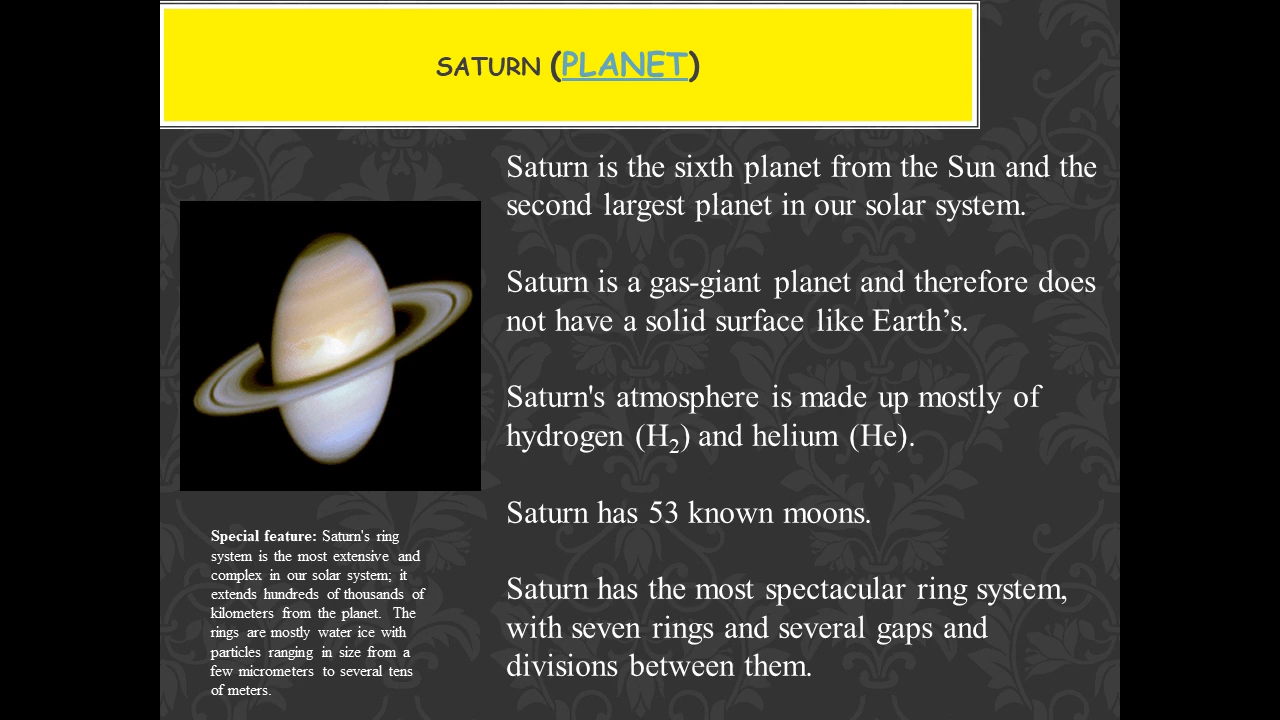 SATURN (PLANET)
Saturn is the sixth planet from the Sun and the
second largest planet in our solar system.
Saturn is a gas-giant planet and therefore does
not have a solid surface like Earth’s.
Saturn's atmosphere is made up mostly of
hydrogen (H₂) and helium (He).
Saturn has 53 known moons.
Saturn has the most spectacular ring system,
with seven rings and several gaps and
divisions between them.
Special feature: Saturn's ring
system is the most extensive and
complex in our solar system; it
extends hundreds of thousands of
kilometers from the planet. The
rings are mostly water ice with
particles ranging in size from a
few micrometers to several tens
of meters.